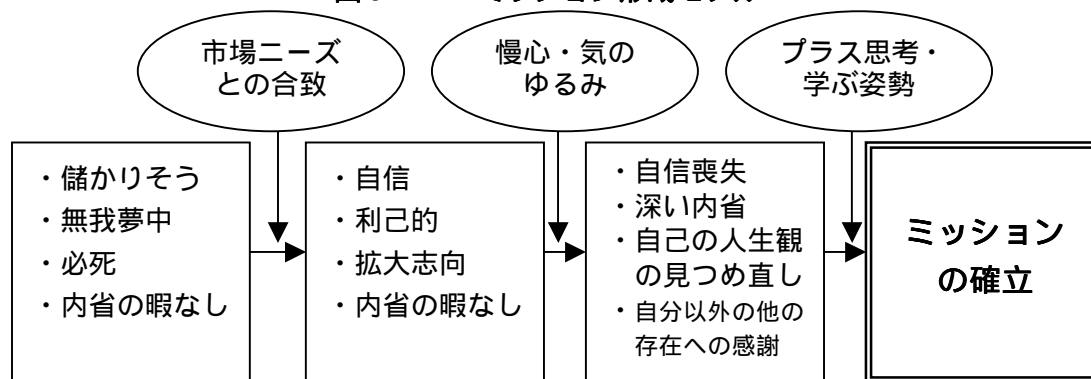 市場ニーズ
との合致
慢心・気の
ゆるみ
プラス思考・
学ぶ姿勢
・儲かりそう
・無我夢中
・必死
・内省の暇なし
・自信
・利己的
・拡大志向
・内省の暇なし
・自信喪失
・深い内省
・自己の人生観
の見つめ直し
・自分以外の他の
存在への感謝
ミッション
の確立